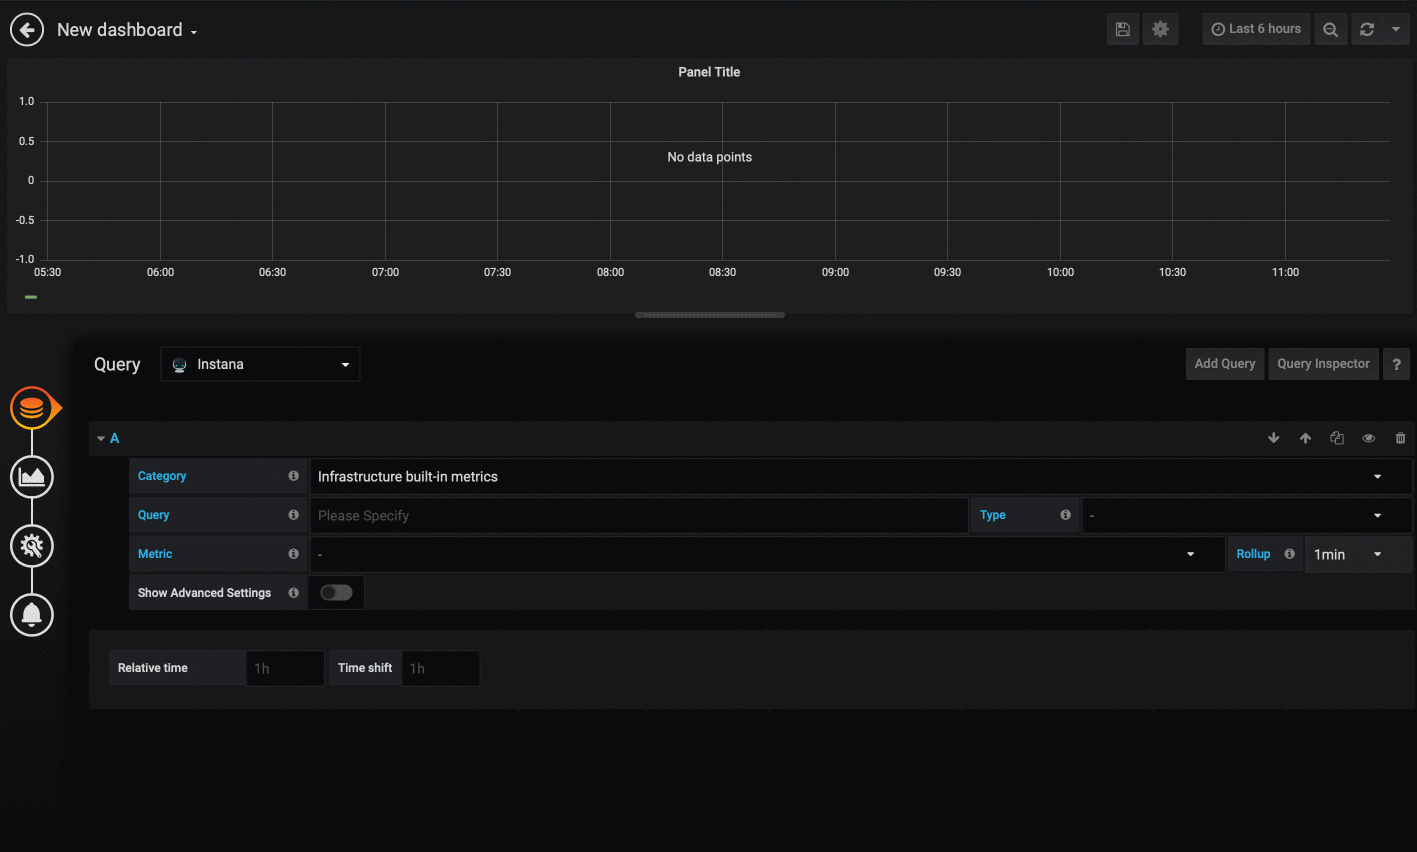 New dashboard
Last 6 hours
Panel Title
1.0
0.5
No data points
0
-0.5
-1.0
05:30 06:00 06:30 07:00 07:30 08:00 08:30 09:00 09:30 10:00 10:30 11:00
Query Instana Add Query Query Inspector ?
A
Category Infrastructure built-in metrics
Query Please Specify Type -
Metric - Rollup 1min
Show Advanced Settings
Relative time 1h Time shift 1h